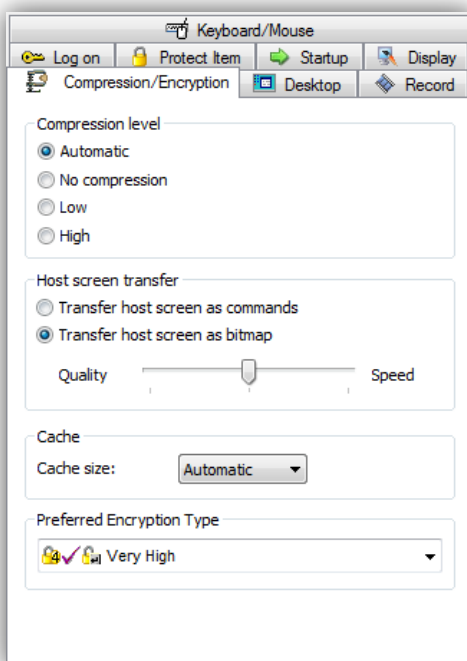 Keyboard/Mouse
Log on Protect Item Startup Display
Compression/Encryption Desktop Record
Compression level
Automatic
No compression
Low
High
Host screen transfer
Transfer host screen as commands
Transfer host screen as bitmap
Quality Speed
Cache
Cache size: Automatic
Preferred Encryption Type
4 Very High